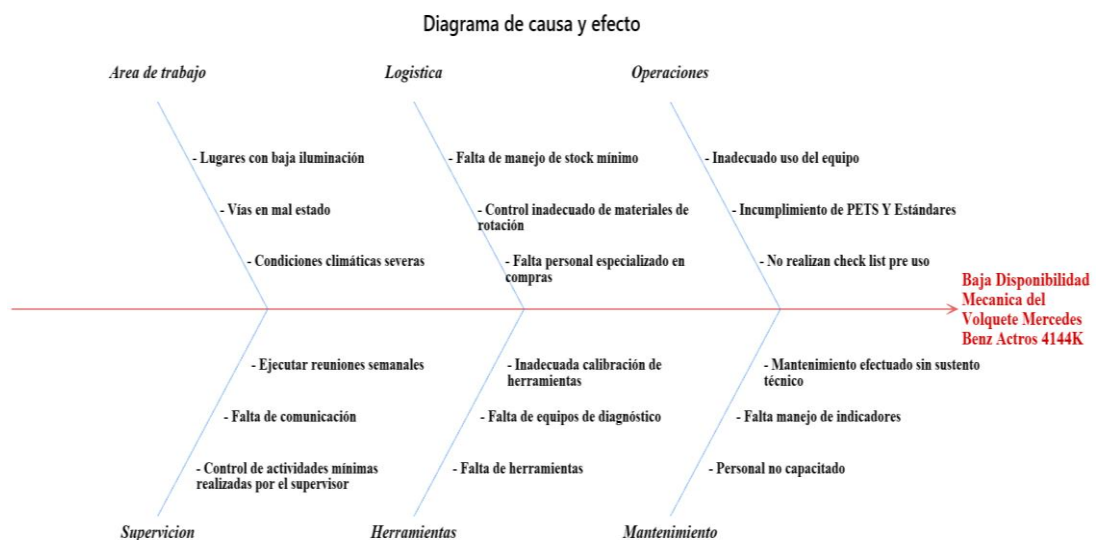 Diagrama de causa y efecto
Area de trabajo
Logistica
Operaciones
- Lugares con baja iluminación
- Falta de manejo de stock mínimo
- Inadecuado uso del equipo
- Vías en mal estado
- Control inadecuado de materiales de
rotación
- Incumplimiento de PETS Y Estándares
- Condiciones climáticas severas
- Falta personal especializado en
compras
- No realizan check list pre uso
Baja Disponibilidad
Mecanica del
Volquete Mercedes
Benz Actros 4144K
- Ejecutar reuniones semanales
- Inadecuada calibración de
herramientas
- Mantenimiento efectuado sin sustento
técnico
- Falta de comunicación
- Falta de equipos de diagnóstico
- Falta manejo de indicadores
- Control de actividades mínimas
realizadas por el supervisor
- Falta de herramientas
- Personal no capacitado
Supervicion
Herramientas
Mantenimiento